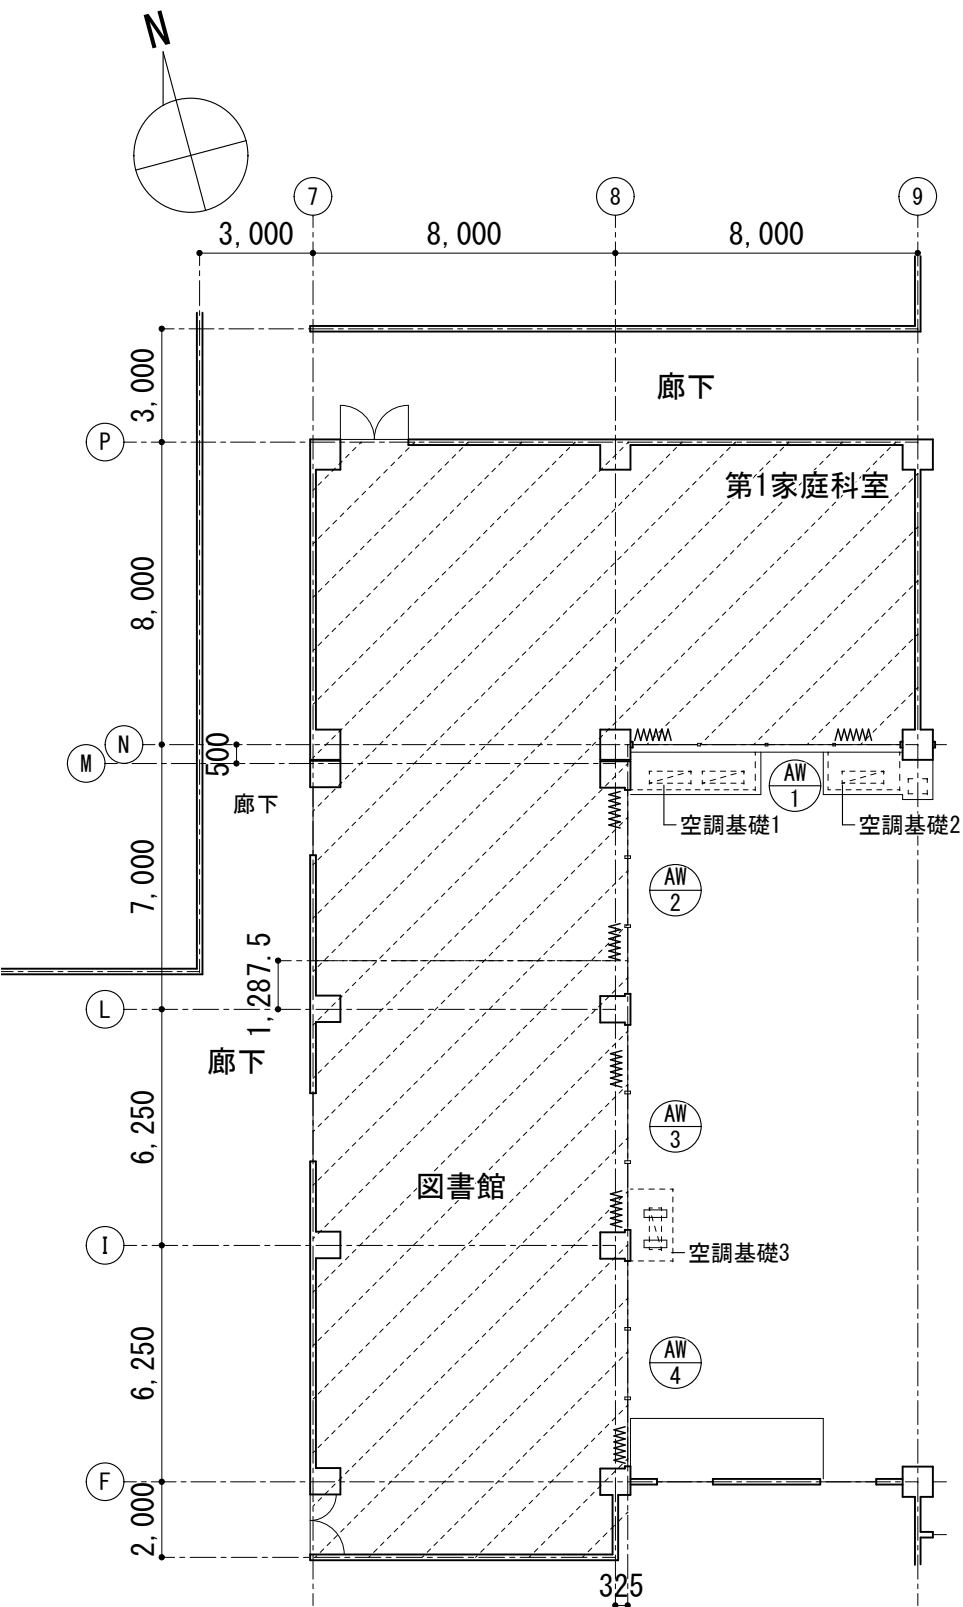 N
7
8
9
3,000
8,000
8,000
3,000
廊下
P
第1家庭科室
8,000
N
M
500
AW
1
空調基礎1
空調基礎2
廊下
7,000
AW
2
1,287.5
L
廊下
6,250
AW
3
図書館
I
空調基礎3
6,250
AW
4
F
2,000
325